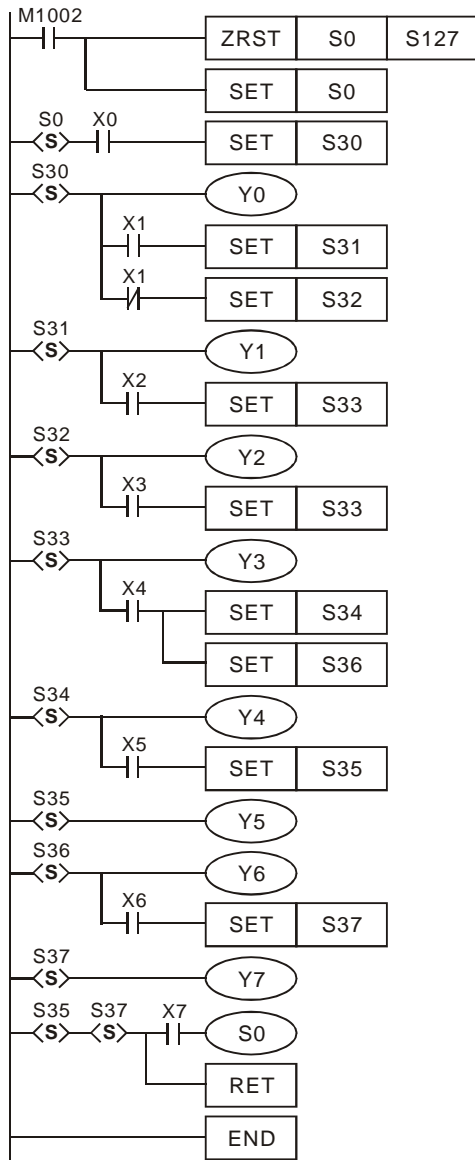 M1002
ZRST S0 S127
SET S0
S0 X0
S SET S30
S30
S Y0
X1
SET S31
X1
SET S32
S31
S Y1
X2
SET S33
S32
S Y2
X3
SET S33
S33
S Y3
X4
SET S34
SET S36
S34
S Y4
X5
SET S35
S35
S Y5
S36
S Y6
X6
SET S37
S37
S Y7
S35 S37 X7
S S S0
RET
END